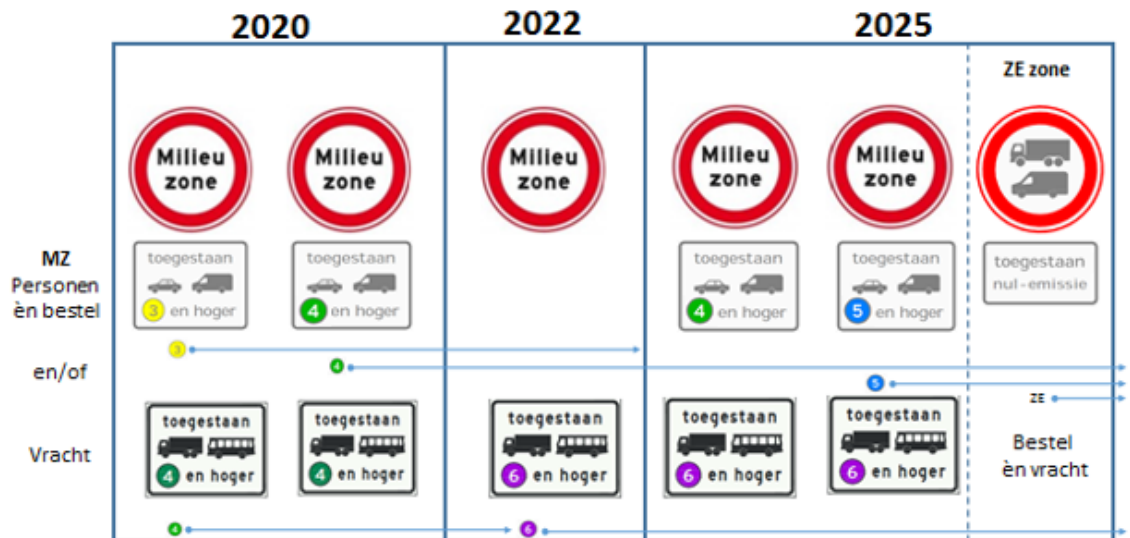 2020
2022
2025
ZE zone
Milieu
zone
Milieu
zone
Milieu
zone
Milieu
zone
Milieu
zone
MZ
Personen
èn bestel
toegestaan
3 en hoger
toegestaan
4 en hoger
toegestaan
4 en hoger
toegestaan
5 en hoger
toegestaan
nul-emissie
3
en/of
4
5
ZE
Vracht
toegestaan
4 en hoger
toegestaan
4 en hoger
toegestaan
6 en hoger
toegestaan
6 en hoger
toegestaan
6 en hoger
Bestel
èn vracht
4
6